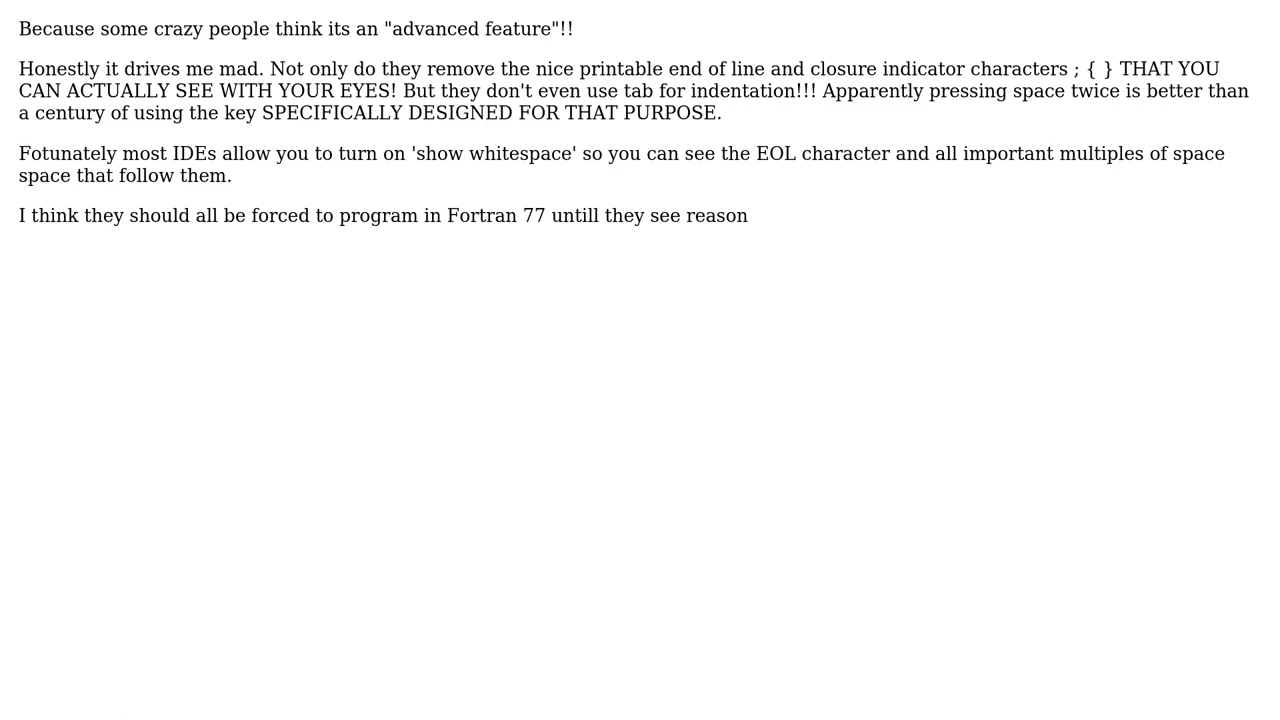 Because some crazy people think its an "advanced feature"!!
Honestly it drives me mad. Not only do they remove the nice printable end of line and closure indicator characters ; { } THAT YOU
CAN ACTUALLY SEE WITH YOUR EYES! But they don't even use tab for indentation!!! Apparently pressing space twice is better than
a century of using the key SPECIFICALLY DESIGNED FOR THAT PURPOSE.
Fotunately most IDEs allow you to turn on 'show whitespace' so you can see the EOL character and all important multiples of space
space that follow them.
I think they should all be forced to program in Fortran 77 untill they see reason